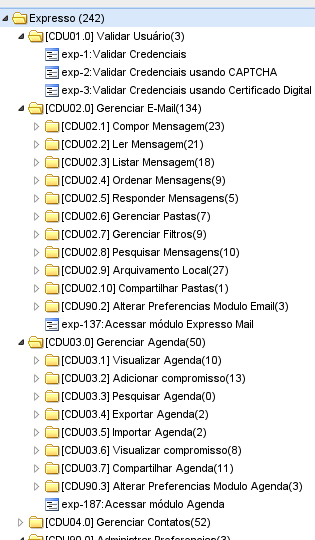 Expresso (242)
[CDU01.0] Validar Usuário(3)
exp-1:Validar Credenciais
exp-2:Validar Credenciais usando CAPTCHA
exp-3:Validar Credenciais usando Certificado Digital
[CDU02.0] Gerenciar E-Mail(134)
[CDU02.1] Compor Mensagem(23)
[CDU02.2] Ler Mensagem(21)
[CDU02.3] Listar Mensagem(18)
[CDU02.4] Ordenar Mensagens(9)
[CDU02.5] Responder Mensagens(5)
[CDU02.6] Gerenciar Pastas(7)
[CDU02.7] Gerenciar Filtros(9)
[CDU02.8] Pesquisar Mensagens(10)
[CDU02.9] Arquivamento Local(27)
[CDU02.10] Compartilhar Pastas(1)
[CDU90.2] Alterar Preferencias Modulo Email(3)
exp-137:Acessar módulo Expresso Mail
[CDU03.0] Gerenciar Agenda(50)
[CDU03.1] Visualizar Agenda(10)
[CDU03.2] Adicionar compromisso(13)
[CDU03.3] Pesquisar Agenda(0)
[CDU03.4] Exportar Agenda(2)
[CDU03.5] Importar Agenda(2)
[CDU03.6] Visualizar compromisso(8)
[CDU03.7] Compartilhar Agenda(11)
[CDU90.3] Alterar Preferencias Modulo Agenda(3)
exp-187:Acessar módulo Agenda
[CDU04.0] Gerenciar Contatos(52)
[CDU90.0] Administrar Preferencias(3)